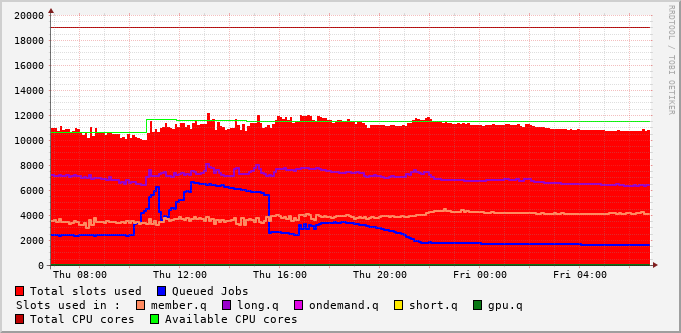 20000
18000
16000
14000
12000
10000
8000
6000
4000
2000
0
Thu 08:00 Thu 12:00 Thu 16:00 Thu 20:00 Fri 00:00 Fri 04:00
Total slots used Queued Jobs
Slots used in : member.q long.q ondemand.q short.q gpu.q
Total CPU cores Available CPU cores
RRDTOOL / TOBI OETIKER